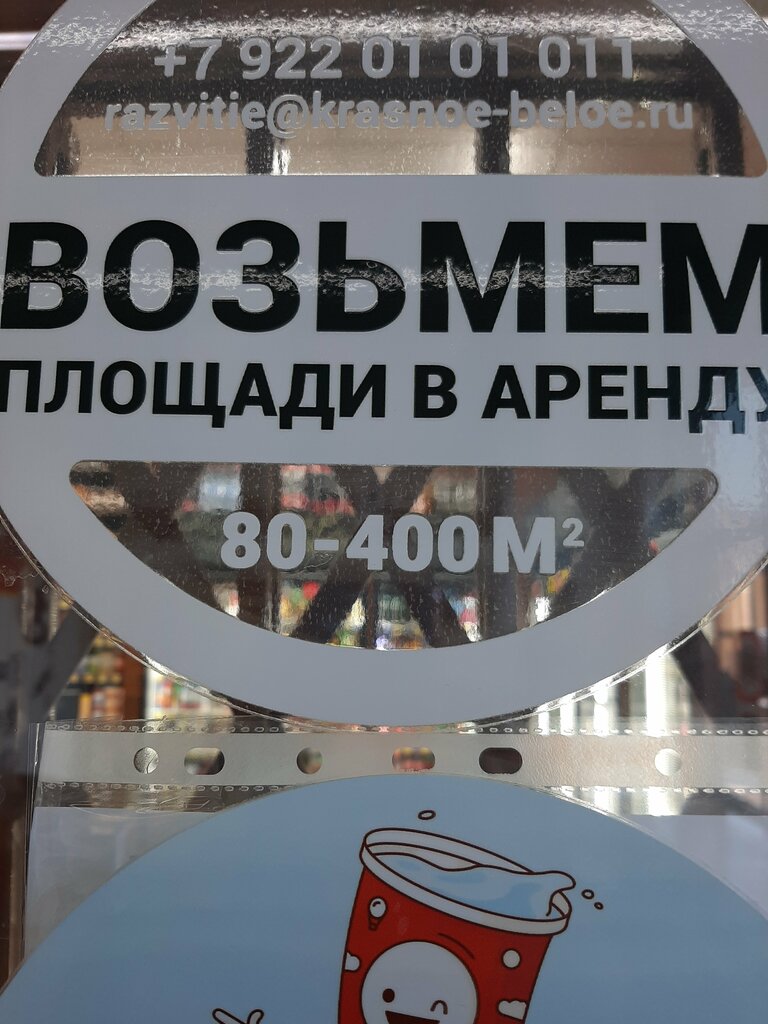 +7 922 01 01 011
razvitie@krasnoe-beloe.ru
ВОЗЬМЕМ
ПЛОЩАДИ В АРЕНДУ
80-400 М²